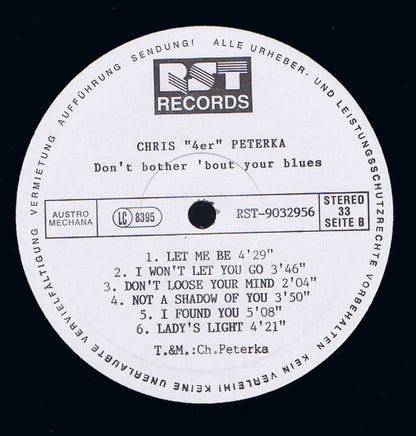 ALLE URHEBER- UND LEISTUNGSSCHUTZRECHTE VORBEHALTEN KEIN VERLEIH! KEINE UNERLAUBTE VERVIELFÄLTIGUNG VERMIETUNG AUFFÜHRUNG SENDUNG!
RST
RECORDS
CHRIS "4er" PETERKA
Don't bother 'bout your blues
AUSTRO
MECHANA
LC 8395
RST-9032956
STEREO
33
SEITE B
1. LET ME BE 4'29"
2. I WON'T LET YOU GO 3'46"
3. DON'T LOOSE YOUR MIND 2'04"
4. NOT A SHADOW OF YOU 3'50"
5. I FOUND YOU 5'08"
6. LADY'S LIGHT 4'21"
T.&M.:Ch.Peterka